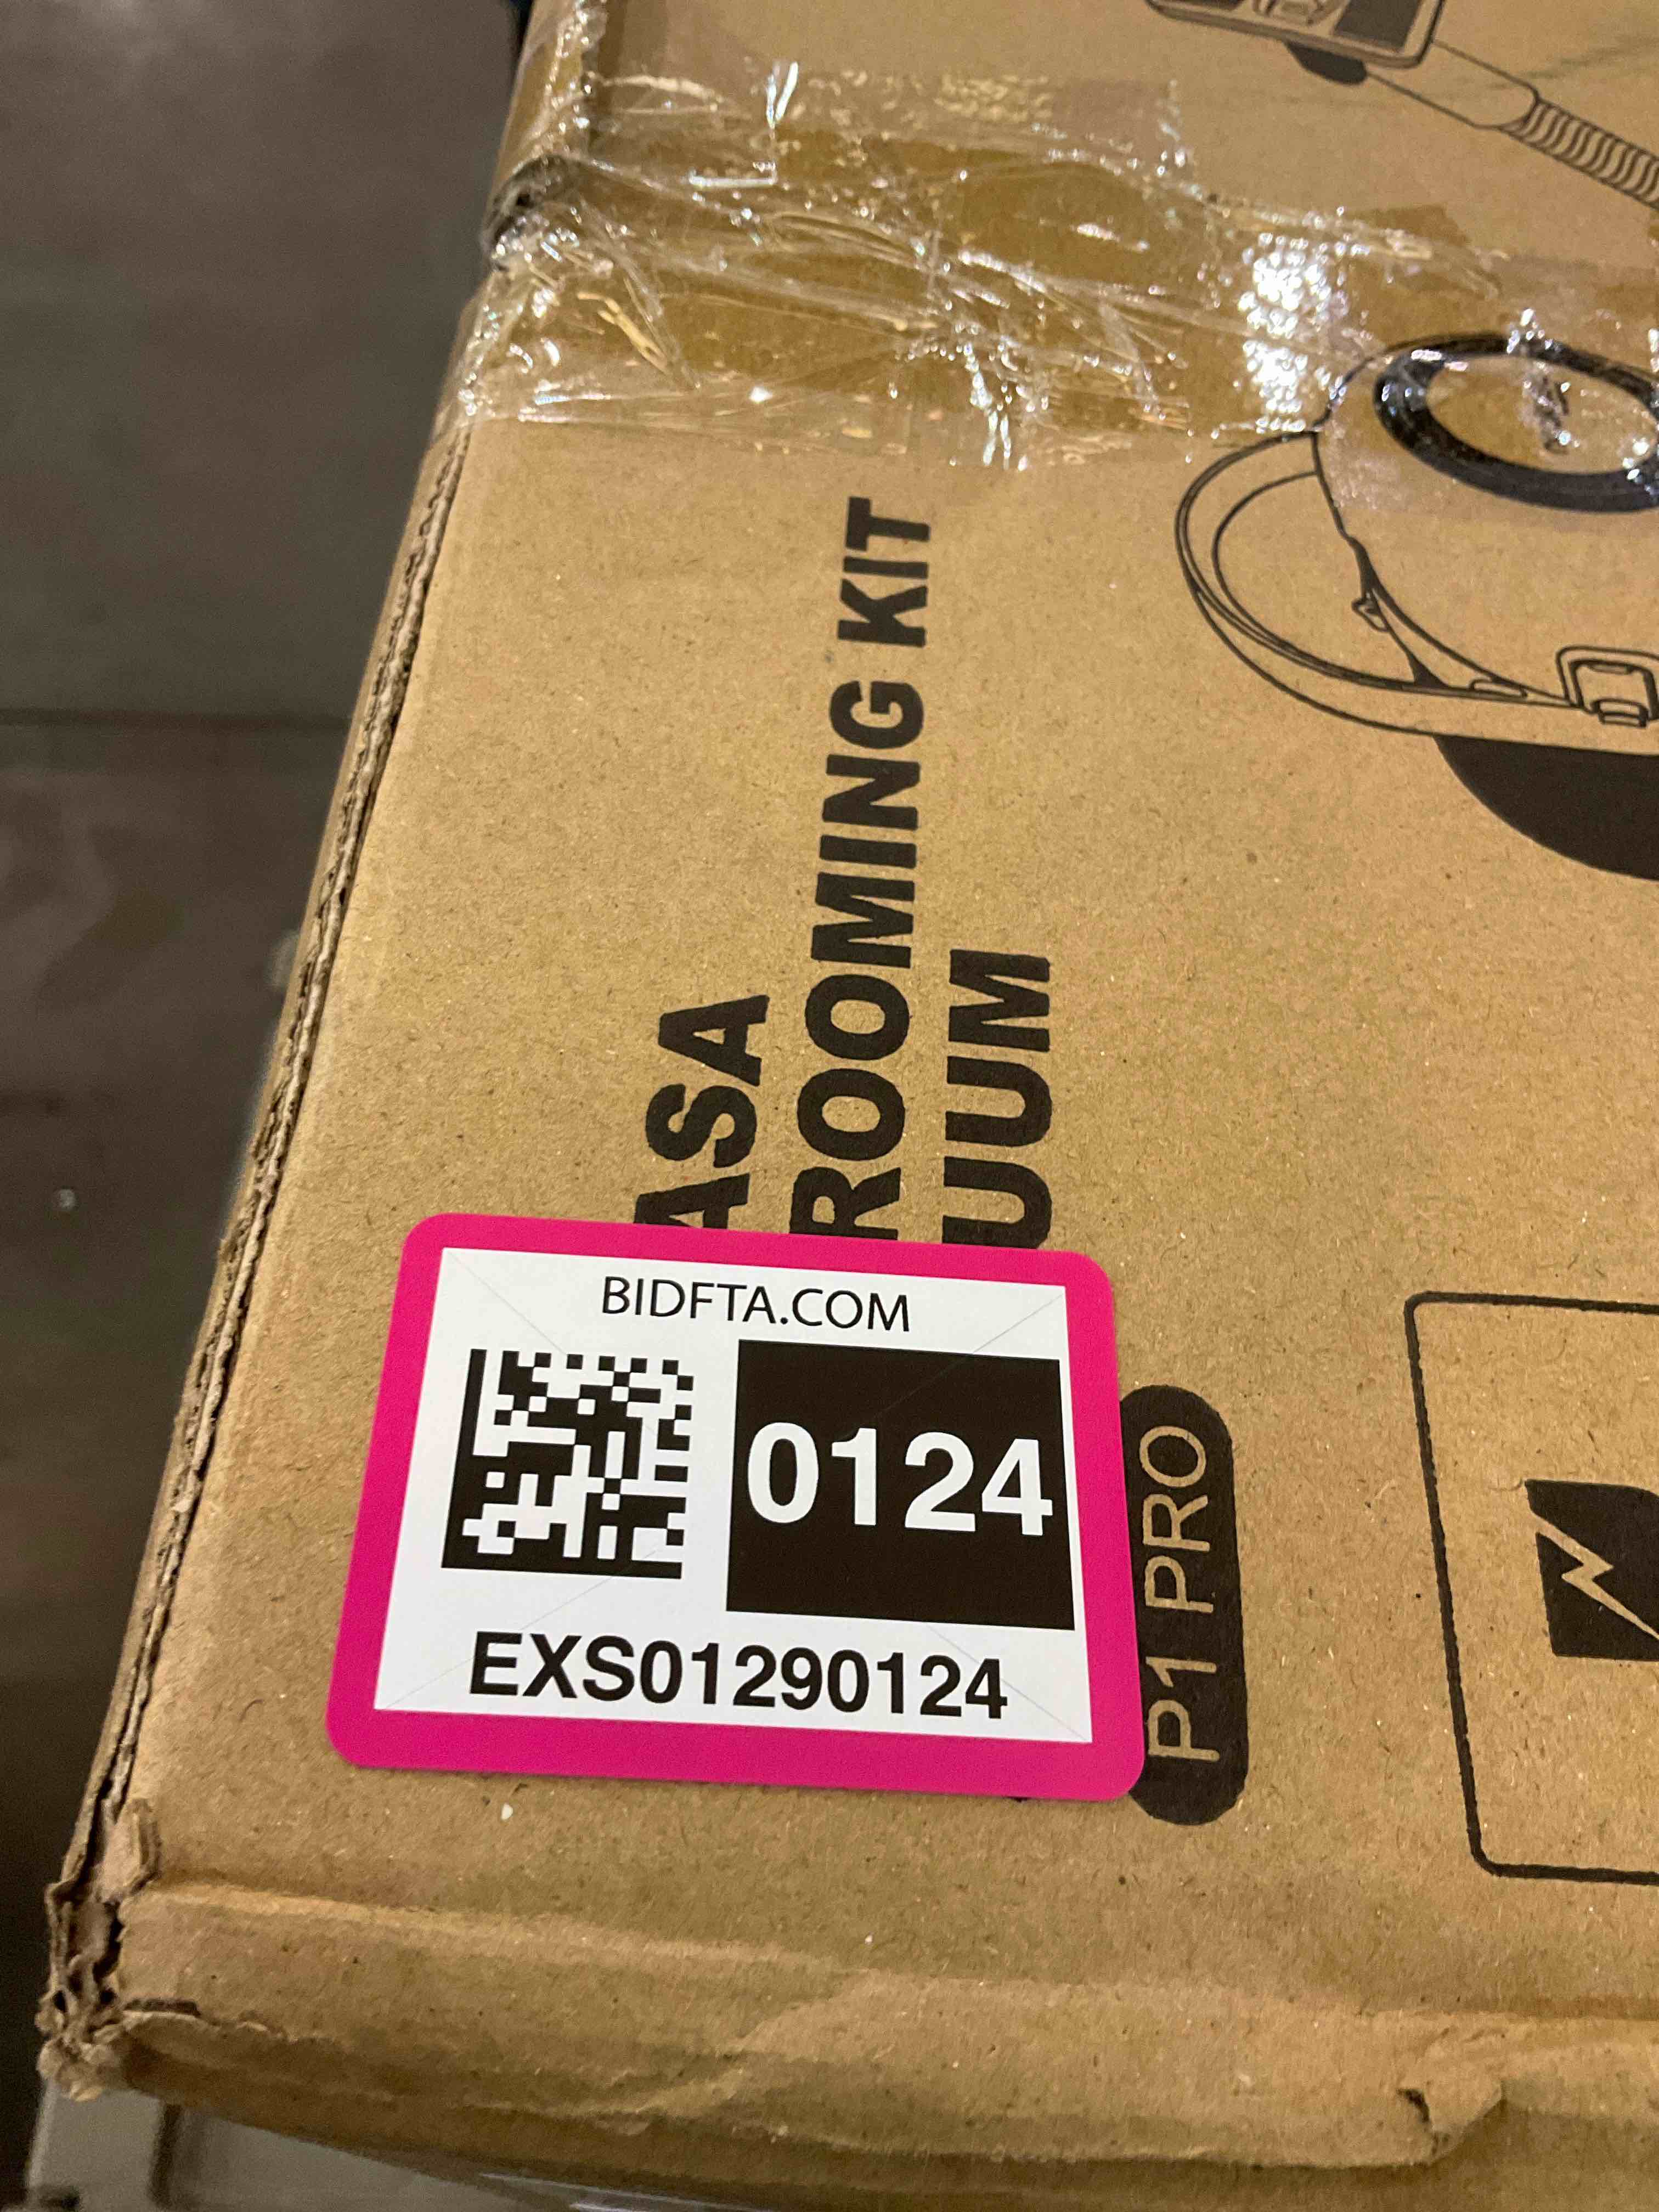 ASA
ROOMING KIT
UUM
P1 PRO
BIDFTA.COM
0124
EXS01290124